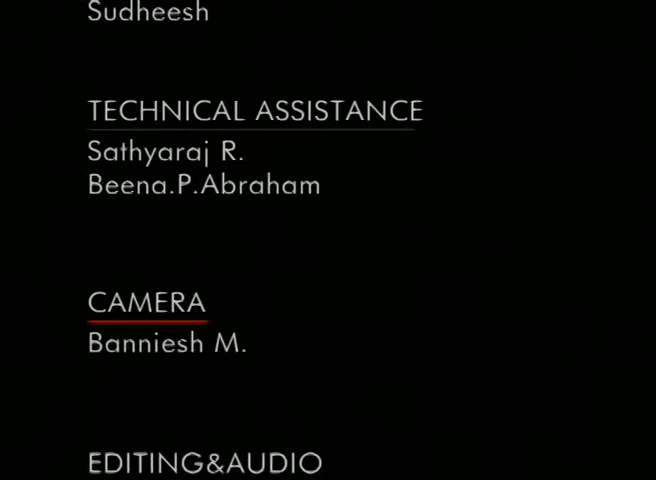 Sudheesh
TECHNICAL ASSISTANCE
Sathyaraj R.
Beena.P.Abraham
CAMERA
Banniesh M.
EDITING&AUDIO